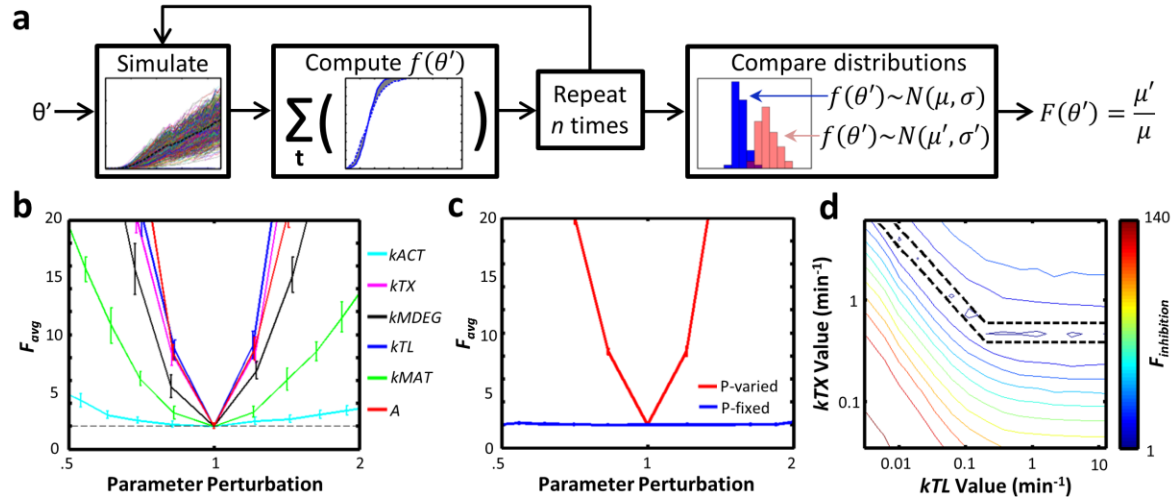 a
Simulate
θ′
Compute f(θ′)
∑
t
( )
Repeat
n times
Compare distributions
f(θ′)~N(μ, σ)
f(θ′)~N(μ′, σ′)
F(θ′) = μ′/μ
b
20
15
10
5
0
F_avg
.5 1 2
Parameter Perturbation
kACT
kTX
kMDEG
kTL
kMAT
A
c
20
15
10
5
0
F_avg
P-varied
P-fixed
.5 1 2
Parameter Perturbation
d
kTX Value (min⁻¹)
1
0.1
0.01 0.1 1 10
kTL Value (min⁻¹)
140
1
F_inhibition